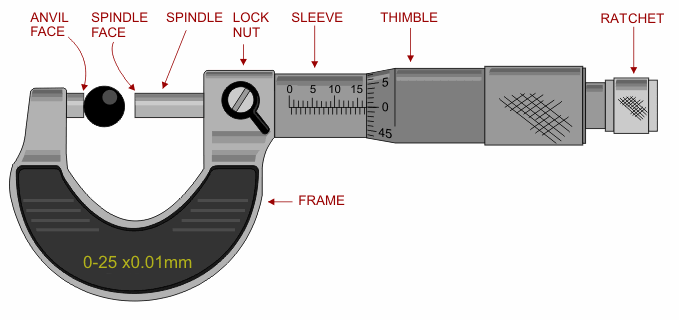 ANVIL FACE
SPINDLE FACE
SPINDLE
LOCK NUT
SLEEVE
THIMBLE
RATCHET
0 5 10 15
5
0
45
FRAME
0-25 x0.01mm